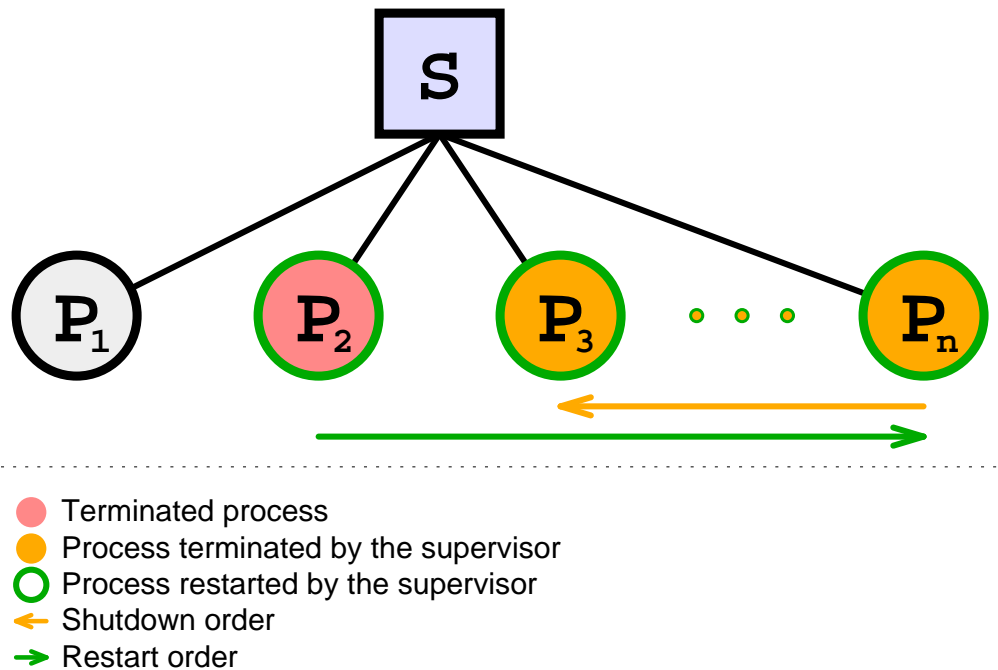 S
P1 P2 P3 Pn
Terminated process
Process terminated by the supervisor
Process restarted by the supervisor
Shutdown order
Restart order